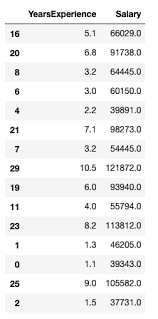 YearsExperience Salary
16 5.1 66029.0
20 6.8 91738.0
8 3.2 64445.0
6 3.0 60150.0
4 2.2 39891.0
21 7.1 98273.0
7 3.2 54445.0
29 10.5 121872.0
19 6.0 93940.0
11 4.0 55794.0
23 8.2 113812.0
1 1.3 46205.0
0 1.1 39343.0
25 9.0 105582.0
2 1.5 37731.0